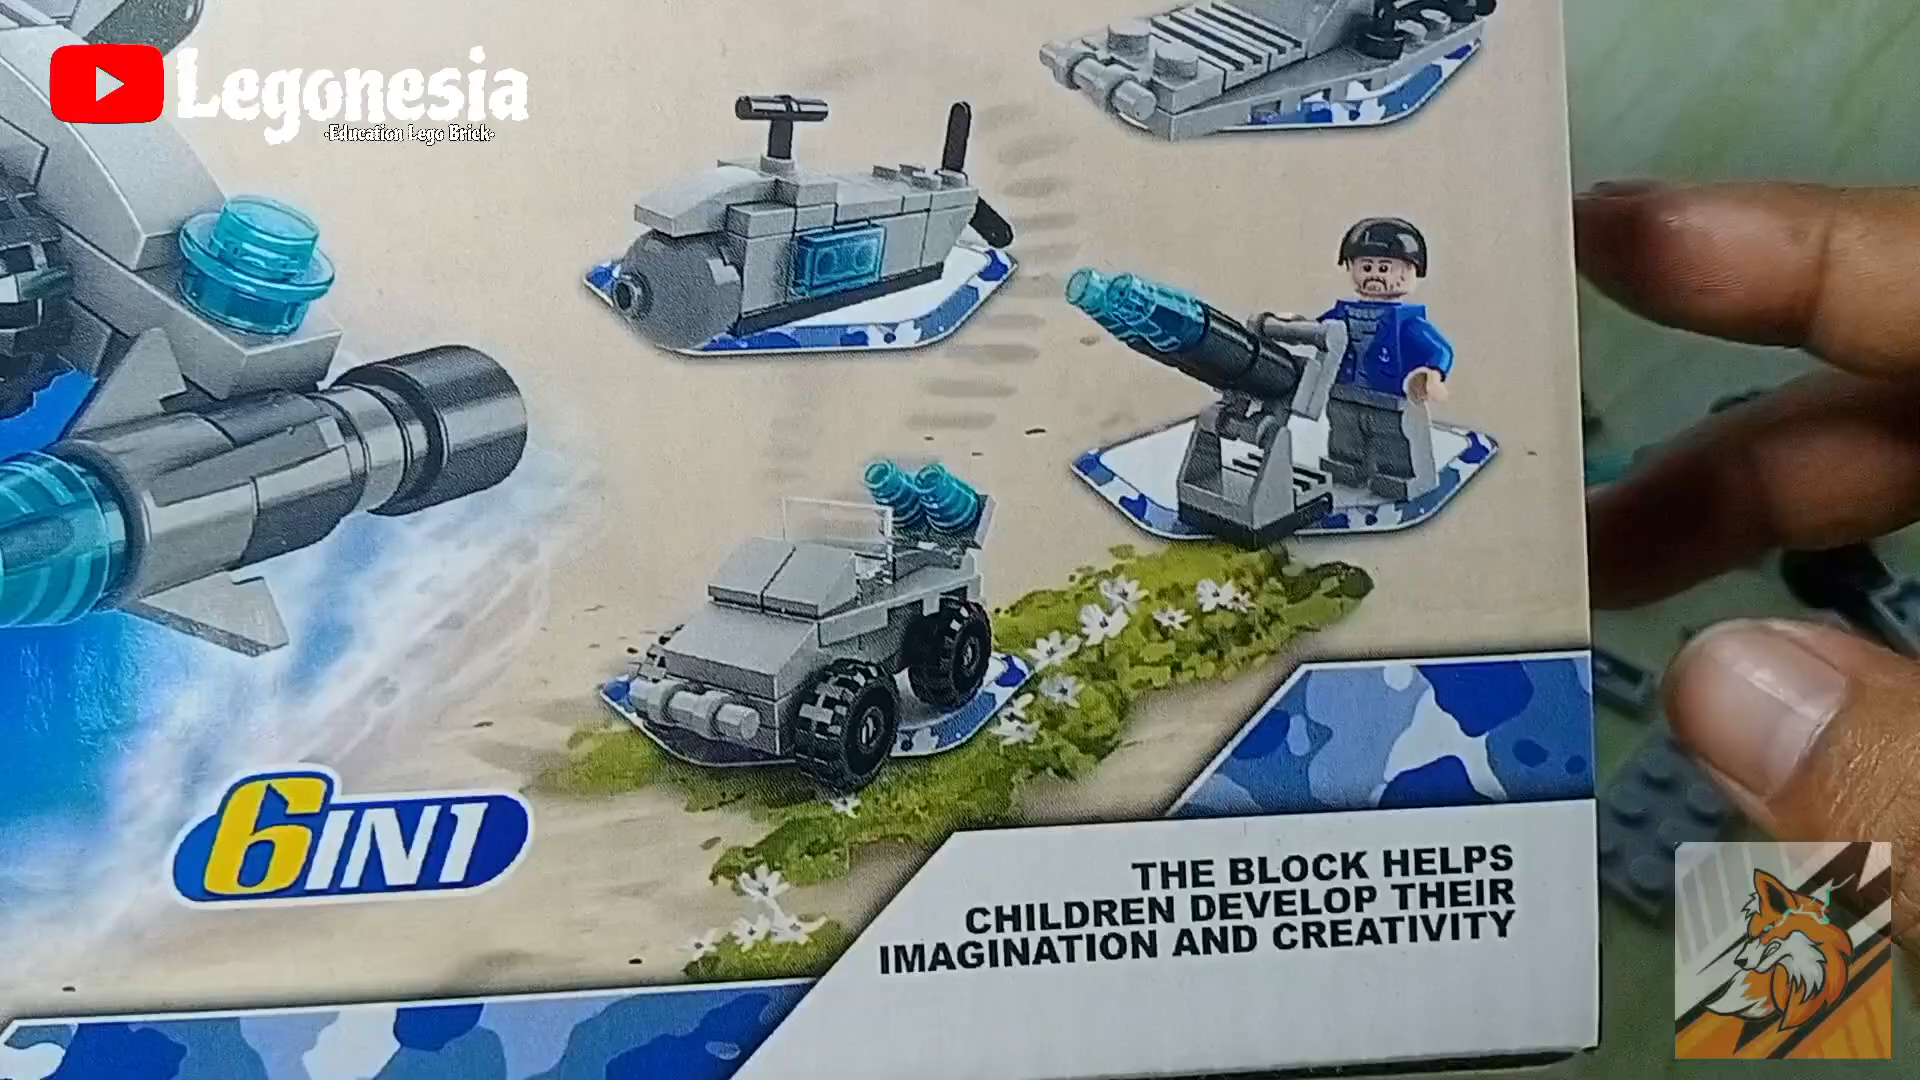 Legonesia
•Education Lego Brick•
6IN1
THE BLOCK HELPS
CHILDREN DEVELOP THEIR
IMAGINATION AND CREATIVITY